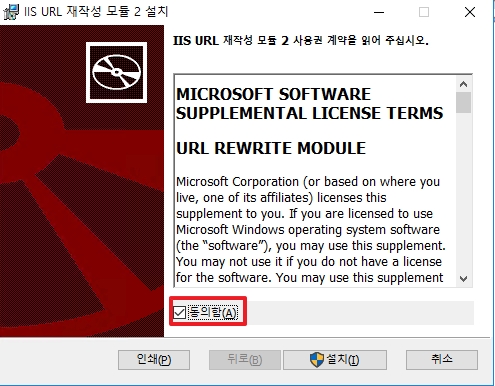 IIS URL 재작성 모듈 2 설치
IIS URL 재작성 모듈 2 사용권 계약을 읽어 주십시오.
MICROSOFT SOFTWARE
SUPPLEMENTAL LICENSE TERMS
URL REWRITE MODULE
Microsoft Corporation (or based on where you
live, one of its affiliates) licenses this
supplement to you. If you are licensed to use
Microsoft Windows operating system software
(the “software”), you may use this supplement.
You may not use it if you do not have a license
for the software. You may use this supplement
동의함(A)
인쇄(P) 뒤로(B) 설치(I) 취소